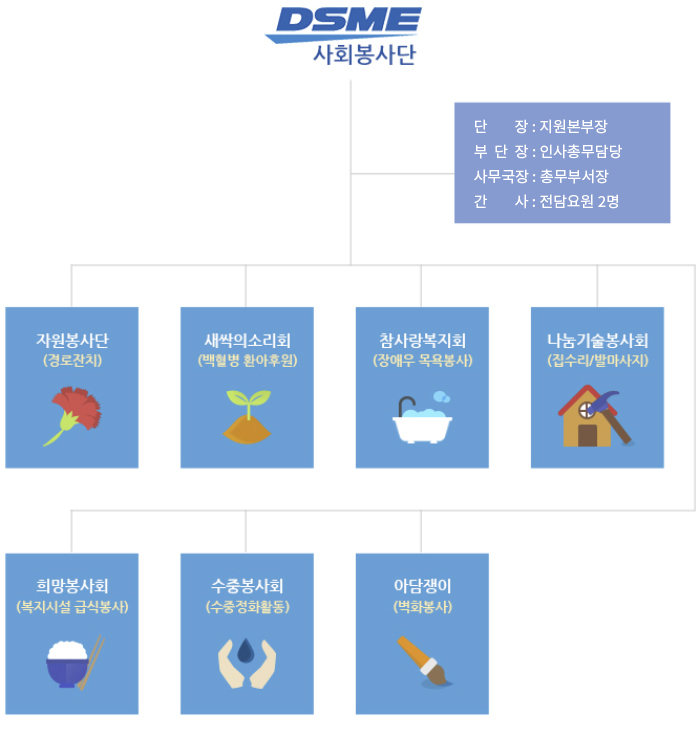 DSME
사회봉사단
단 장 : 지원본부장
부 단 장 : 인사총무담당
사무국장 : 총무부서장
간 사 : 전담요원 2명
자원봉사단
(경로잔치)
새싹의소리회
(백혈병 환아후원)
참사랑복지회
(장애우 목욕봉사)
나눔기술봉사회
(집수리/발마사지)
희망봉사회
(복지시설 급식봉사)
수중봉사회
(수중정화활동)
아담쟁이
(벽화봉사)